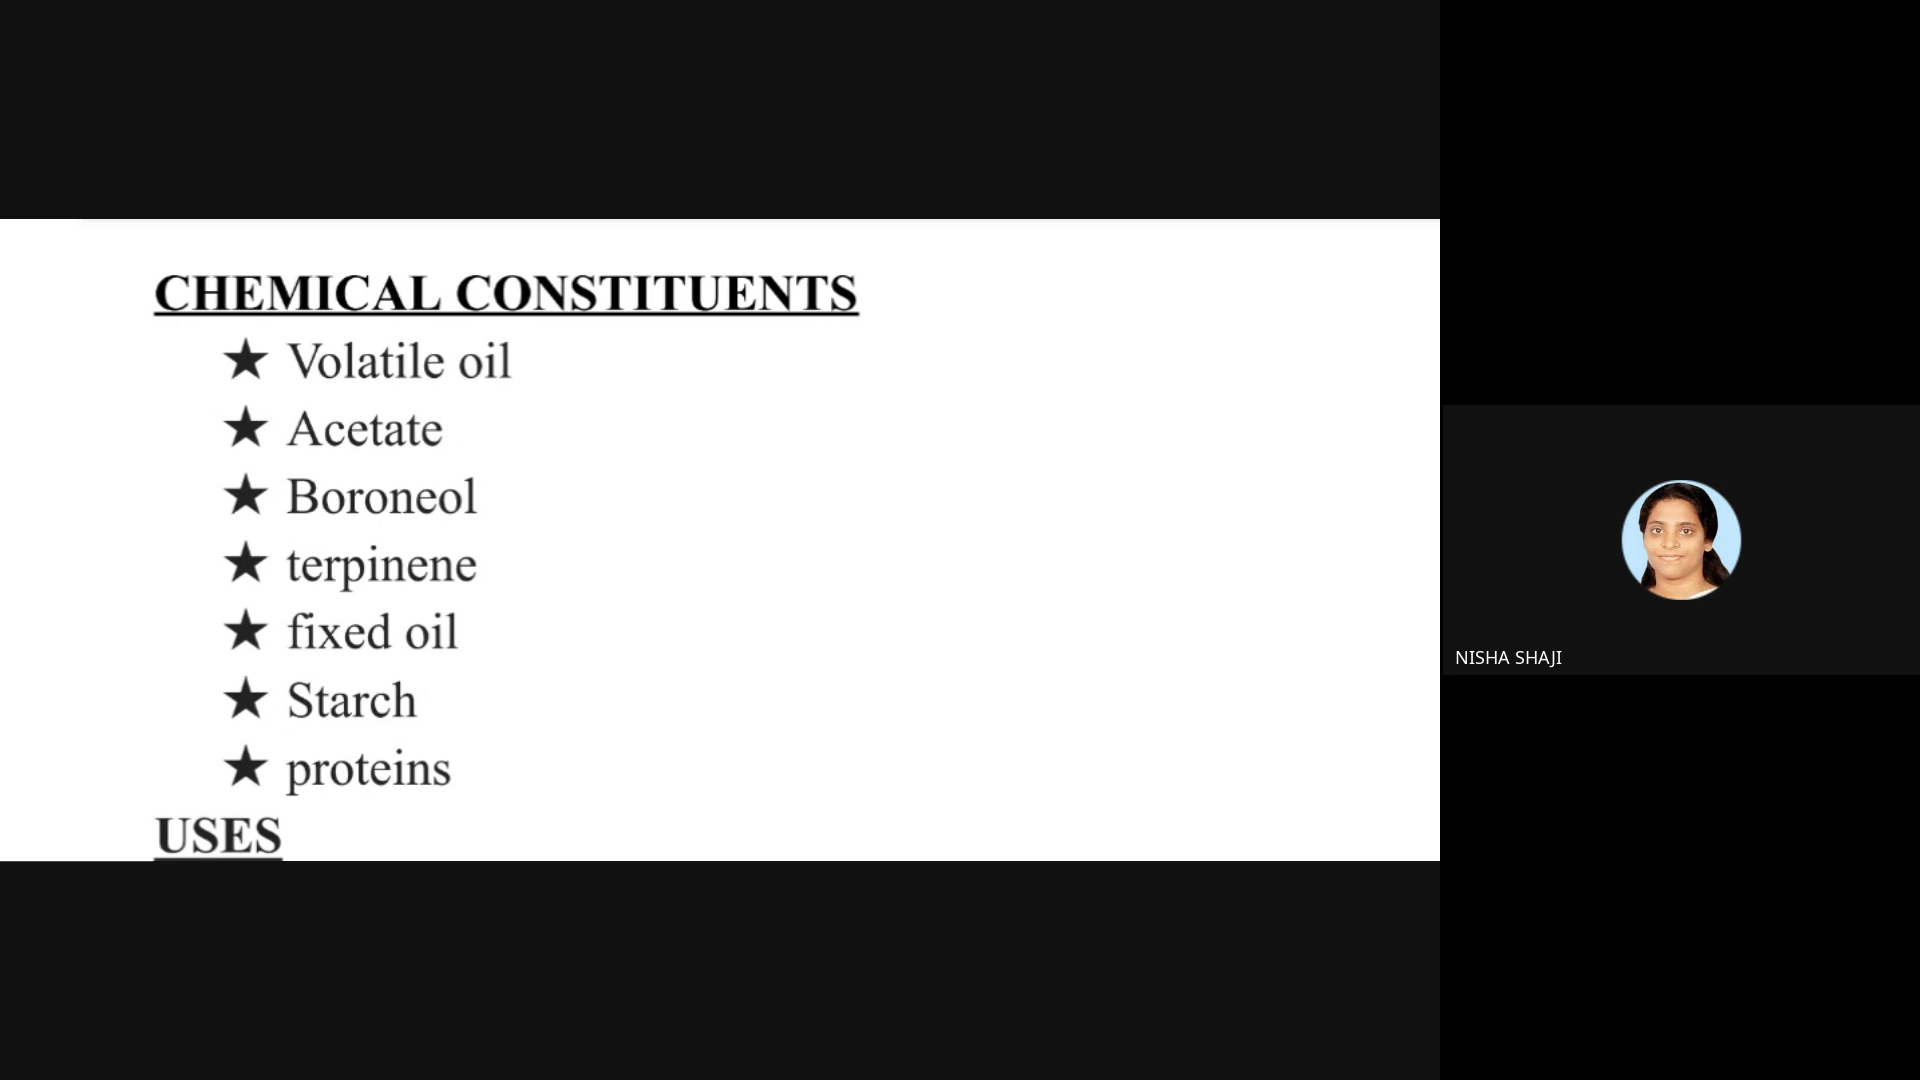 CHEMICAL CONSTITUENTS
★ Volatile oil
★ Acetate
★ Boroneol
★ terpinene
★ fixed oil
★ Starch
★ proteins
USES
NISHA SHAJI